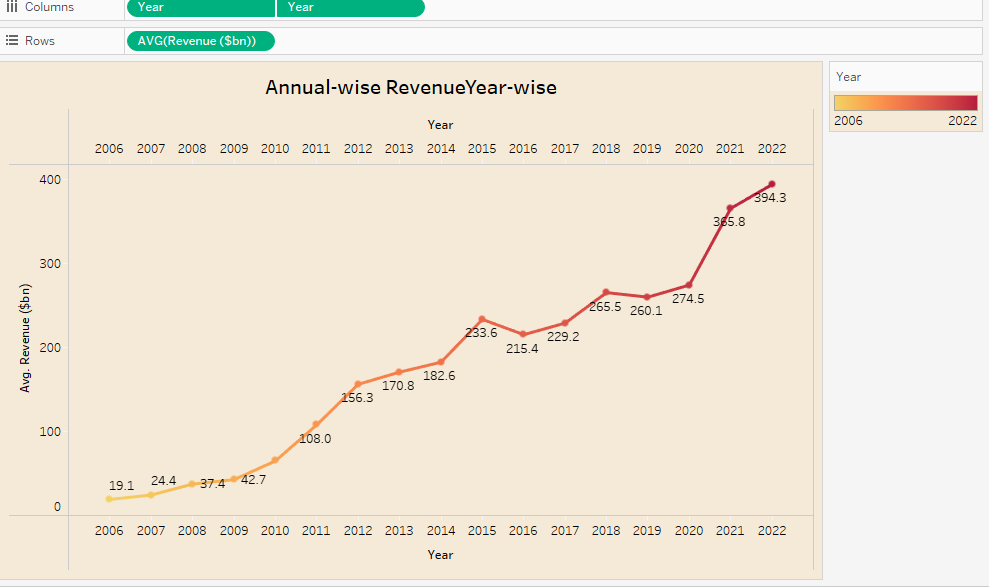 Columns Year Year
Rows AVG(Revenue ($bn))
Annual-wise RevenueYear-wise
Year
2006 2007 2008 2009 2010 2011 2012 2013 2014 2015 2016 2017 2018 2019 2020 2021 2022
Year
2006 2022
400
300
200
100
0
Avg. Revenue ($bn)
19.1
24.4
37.4
42.7
108.0
156.3
170.8
182.6
233.6
215.4
229.2
265.5
260.1
274.5
365.8
394.3
2006 2007 2008 2009 2010 2011 2012 2013 2014 2015 2016 2017 2018 2019 2020 2021 2022
Year